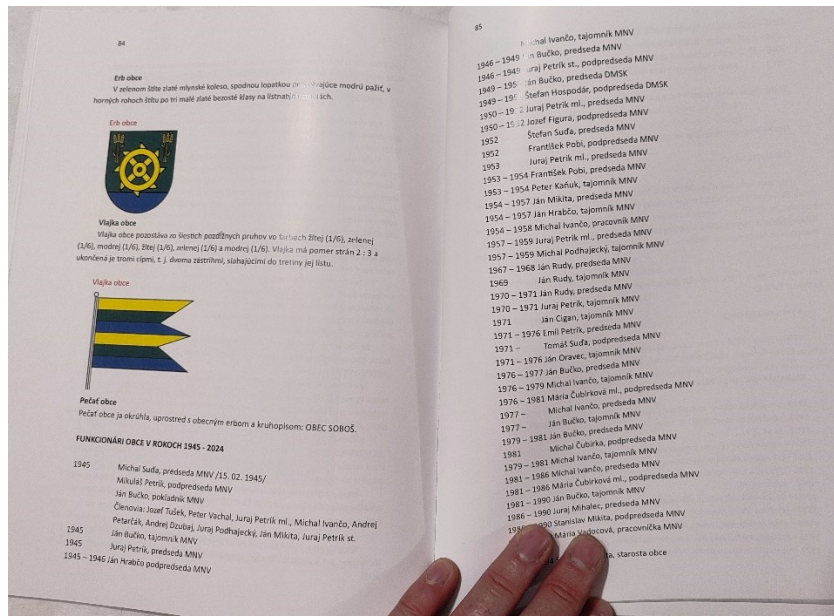 84
Erb obce
V zelenom štíte zlaté mlynské koleso, spodnou lopatkou modrú pažiť, v
horných rohoch štítu po tri malé zlaté bezosté klasy na listnatých
Erb obce
Vlajka obce
Vlajka obce pozostáva zo šiestich pozdĺžnych pruhov vo farbách žltej (1/6), zelenej
(1/6), modrej (1/6), žltej (1/6), zelenej (1/6) a modrej (1/6). Vlajka má pomer strán 2 : 3 a
ukončená je tromi cípmi, t. j. dvoma zástrihmi, siahajúcimi do tretiny jej listu.
Vlajka obce
Pečať obce
Pečať obce je okrúhla, uprostred s obecným erbom a kruhopisom: OBEC SOBOŠ.
FUNKCIONÁRI OBCE V ROKOCH 1945 - 2024
1945 Michal Suďa, predseda MNV /15. 02. 1945/
Mikuláš Petrík, podpredseda MNV
Ján Bučko, pokladník MNV
Členovia: Jozef Tušek, Peter Vachal, Juraj Petrík ml., Michal Ivančo, Andrej
Petarčák, Andrej Dzubaj, Juraj Podhajecký, Ján Mikita, Juraj Petrík st.
1945 Ján Bučko, tajomník MNV
1945 Juraj Petrík, predseda MNV
1945 – 1946 Ján Hrabčo podpredseda MNV
85
Michal Ivančo, tajomník MNV
1946 – 1949 Bučko, predseda MNV
1946 – 1949 Juraj Petrík st., podpredseda MNV
1949 – Ján Bučko, predseda DMSK
1949 – Štefan Hospodár, podpredseda DMSK
1950 – Juraj Petrík ml., predseda MNV
1950 – Jozef Figura, podpredseda MNV
1952 Štefan Suďa, predseda MNV
1952 František Pobi, podpredseda MNV
1953 Juraj Petrík ml., predseda MNV
1953 – 1954 František Pobi, predseda MNV
1953 – 1954 Peter Kaňuk, tajomník MNV
1954 – 1957 Ján Mikita, predseda MNV
1954 – 1957 Ján Hrabčo, tajomník MNV
1954 – 1958 Michal Ivančo, pracovník MNV
1957 – 1959 Juraj Petrík ml., predseda MNV
1957 – 1959 Michal Podhajecký, tajomník MNV
1967 – 1968 Ján Rudy, predseda MNV
1969 Ján Rudy, tajomník MNV
1970 – 1971 Ján Rudy, predseda MNV
1970 – 1971 Juraj Petrík, tajomník MNV
1971 Ján Cigan, tajomník MNV
1971 – 1976 Emil Petrík, predseda MNV
1971 – Tomáš Suďa, podpredseda MNV
1971 – 1976 Ján Oravec, tajomník MNV
1976 – 1977 Ján Bučko, predseda MNV
1976 – 1979 Michal Ivančo, tajomník MNV
1976 – 1981 Mária Čubirková ml., podpredseda MNV
1977 – Michal Ivančo, predseda MNV
1977 – Ján Bučko, tajomník MNV
1979 – 1981 Ján Bučko, predseda MNV
1981 Michal Čubirka, podpredseda MNV
1979 – 1981 Michal Ivančo, tajomník MNV
1981 – 1986 Michal Ivančo, predseda MNV
1981 – 1986 Mária Čubirková ml., podpredseda MNV
1981 – 1990 Ján Bučko, tajomník MNV
1986 – 1990 Juraj Mihalec, predseda MNV
1990 Stanislav Mikita, podpredseda MNV
Mária Vadocová, pracovníčka MNV
starosta obce